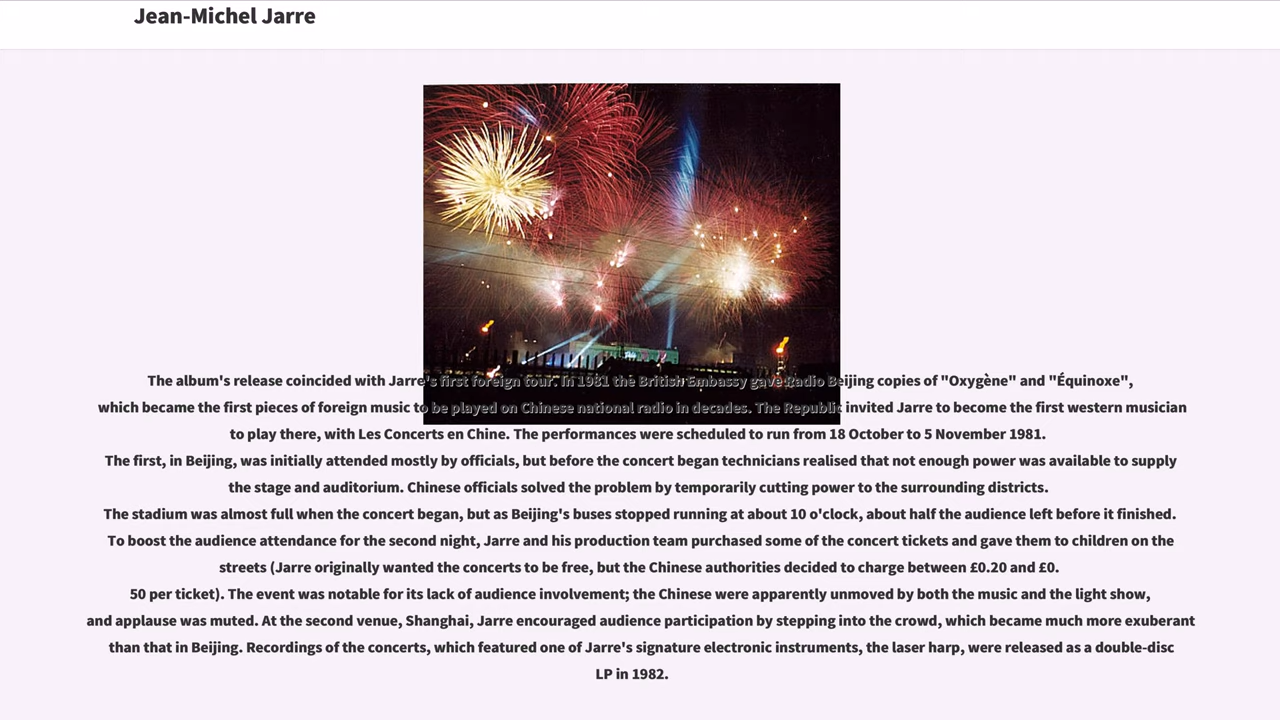 Jean-Michel Jarre
The album's release coincided with Jarre's first foreign tour. In 1981 the British Embassy gave Radio Beijing copies of "Oxygène" and "Équinoxe",
which became the first pieces of foreign music to be played on Chinese national radio in decades. The Republic invited Jarre to become the first western musician
to play there, with Les Concerts en Chine. The performances were scheduled to run from 18 October to 5 November 1981.
The first, in Beijing, was initially attended mostly by officials, but before the concert began technicians realised that not enough power was available to supply
the stage and auditorium. Chinese officials solved the problem by temporarily cutting power to the surrounding districts.
The stadium was almost full when the concert began, but as Beijing's buses stopped running at about 10 o'clock, about half the audience left before it finished.
To boost the audience attendance for the second night, Jarre and his production team purchased some of the concert tickets and gave them to children on the
streets (Jarre originally wanted the concerts to be free, but the Chinese authorities decided to charge between £0.20 and £0.
50 per ticket). The event was notable for its lack of audience involvement; the Chinese were apparently unmoved by both the music and the light show,
and applause was muted. At the second venue, Shanghai, Jarre encouraged audience participation by stepping into the crowd, which became much more exuberant
than that in Beijing. Recordings of the concerts, which featured one of Jarre's signature electronic instruments, the laser harp, were released as a double-disc
LP in 1982.